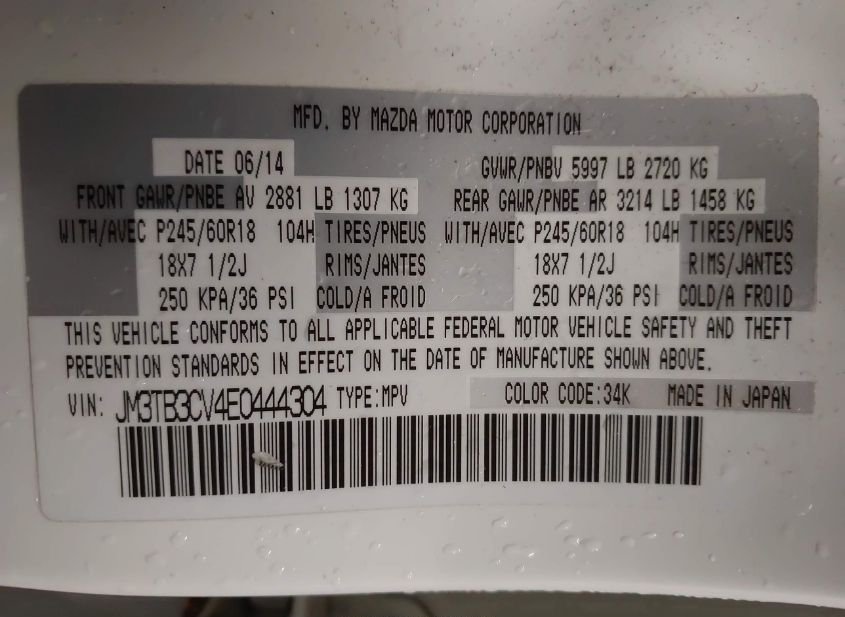 MFD. BY MAZDA MOTOR CORPORATION
DATE 06/14 GVWR/PNBV 5997 LB 2720 KG
FRONT GAWR/PNBE AV 2881 LB 1307 KG REAR GAWR/PNBE AR 3214 LB 1458 KG
WITH/AVEC P245/60R18 104H TIRES/PNEUS WITH/AVEC P245/60R18 104H TIRES/PNEUS
18X7 1/2J RIMS/JANTES 18X7 1/2J RIMS/JANTES
250 KPA/36 PSI COLD/A FROID 250 KPA/36 PSI COLD/A FROID
THIS VEHICLE CONFORMS TO ALL APPLICABLE FEDERAL MOTOR VEHICLE SAFETY AND THEFT
PREVENTION STANDARDS IN EFFECT ON THE DATE OF MANUFACTURE SHOWN ABOVE.
VIN: JM3TB3CV4E0444304 TYPE:MPV COLOR CODE:34K MADE IN JAPAN